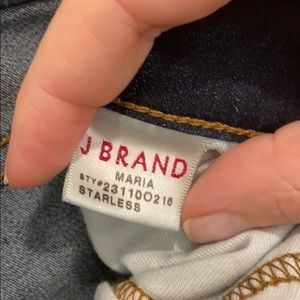 J BRAND
MARIA
STY#23110O216
STARLESS